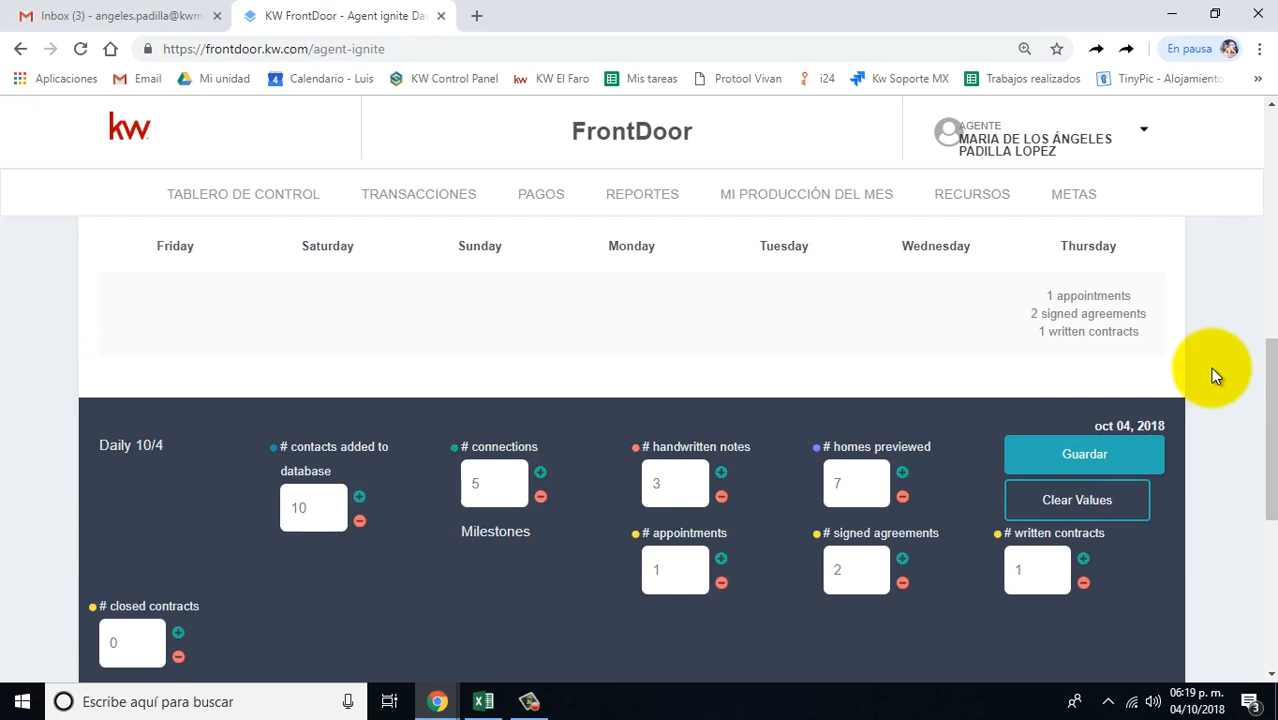 Inbox (3) - angeles.padilla@kwm
KW FrontDoor - Agent ignite Das
https://frontdoor.kw.com/agent-ignite
En pausa
Aplicaciones
Email
Mi unidad
Calendario - Luis
KW Control Panel
kw KW El Faro
Mis tareas
Protool Vivan
i24
Kw Soporte MX
Trabajos realizados
TinyPic - Alojamiento
»
kw
FrontDoor
AGENTE
MARIA DE LOS ÁNGELES
PADILLA LOPEZ
TABLERO DE CONTROL
TRANSACCIONES
PAGOS
REPORTES
MI PRODUCCIÓN DEL MES
RECURSOS
METAS
Friday
Saturday
Sunday
Monday
Tuesday
Wednesday
Thursday
1 appointments
2 signed agreements
1 written contracts
oct 04, 2018
Daily 10/4
# contacts added to
database
10
# connections
5
# handwritten notes
3
# homes previewed
7
Guardar
Clear Values
Milestones
# appointments
1
# signed agreements
2
# written contracts
1
# closed contracts
0
Escribe aquí para buscar
06:19 p. m.
04/10/2018
3